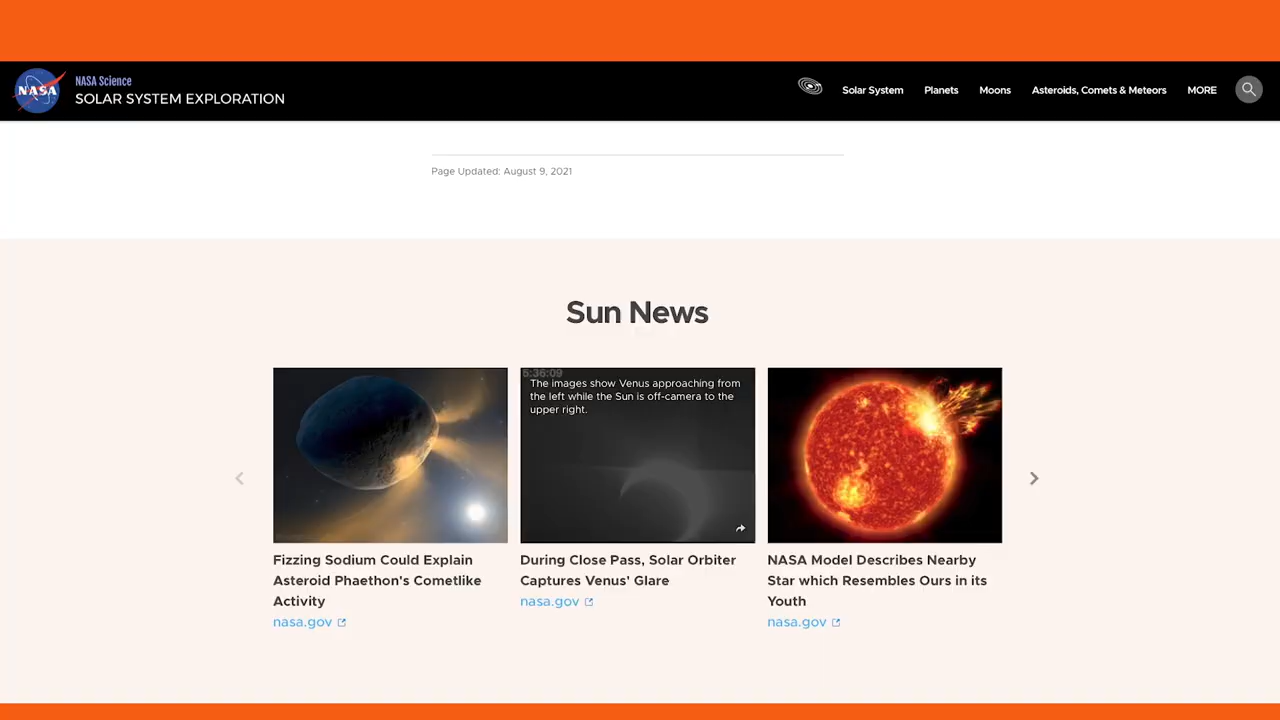 NASA
NASA Science
SOLAR SYSTEM EXPLORATION
Solar System
Planets
Moons
Asteroids, Comets & Meteors
MORE
Page Updated: August 9, 2021
Sun News
5:36:09
The images show Venus approaching from
the left while the Sun is off-camera to the
upper right.
Fizzing Sodium Could Explain
Asteroid Phaethon's Cometlike
Activity
nasa.gov
During Close Pass, Solar Orbiter
Captures Venus' Glare
nasa.gov
NASA Model Describes Nearby
Star which Resembles Ours in its
Youth
nasa.gov